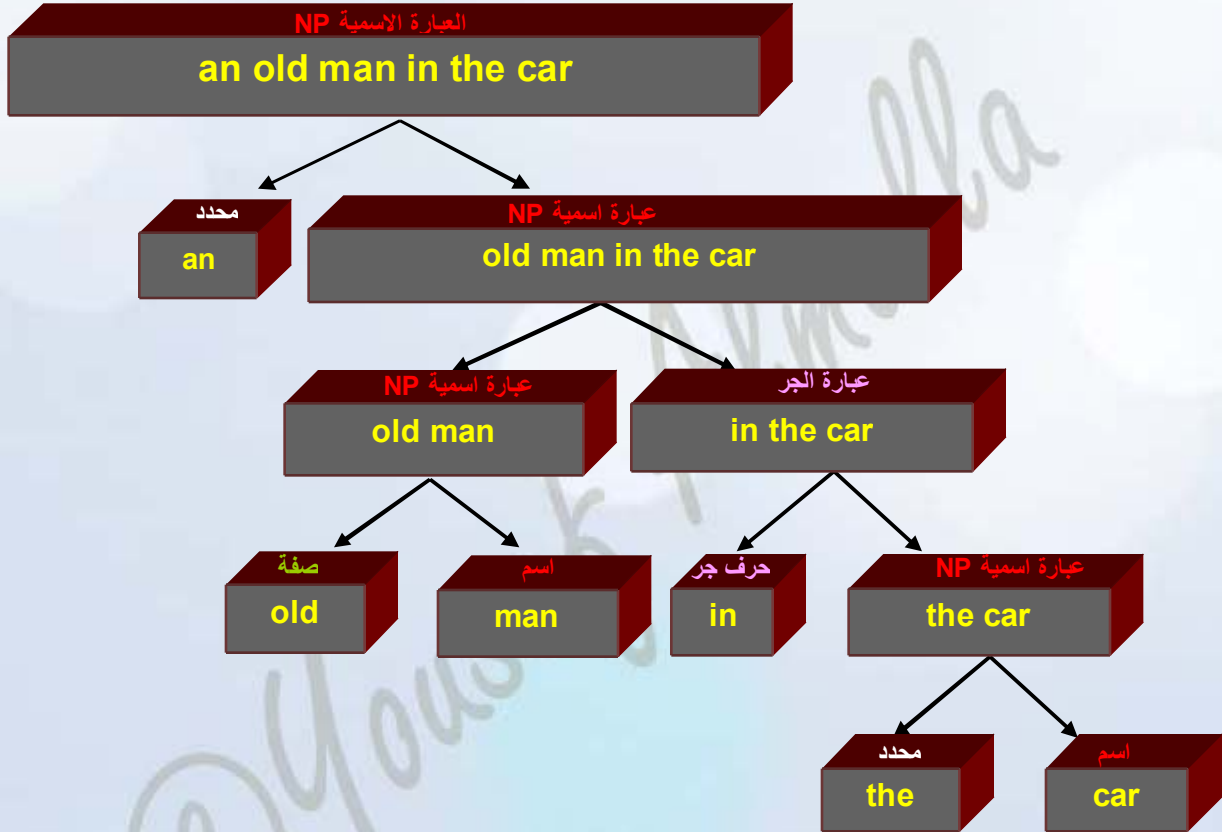 العبارة الاسمية NP
an old man in the car
محدد
an
عبارة اسمية NP
old man in the car
عبارة اسمية NP
old man
عبارة الجر
in the car
صفة
old
اسم
man
حرف جر
in
عبارة اسمية NP
the car
محدد
the
اسم
car